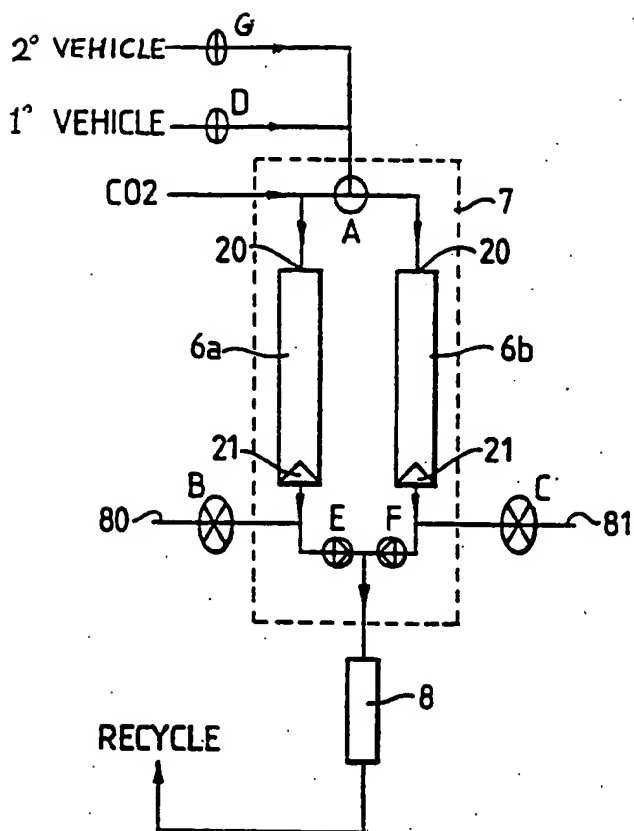 G
2° VEHICLE
D
1° VEHICLE
7
CO2
A
20 20
6a 6b
21 21
B C
80 E F 81
8
RECYCLE